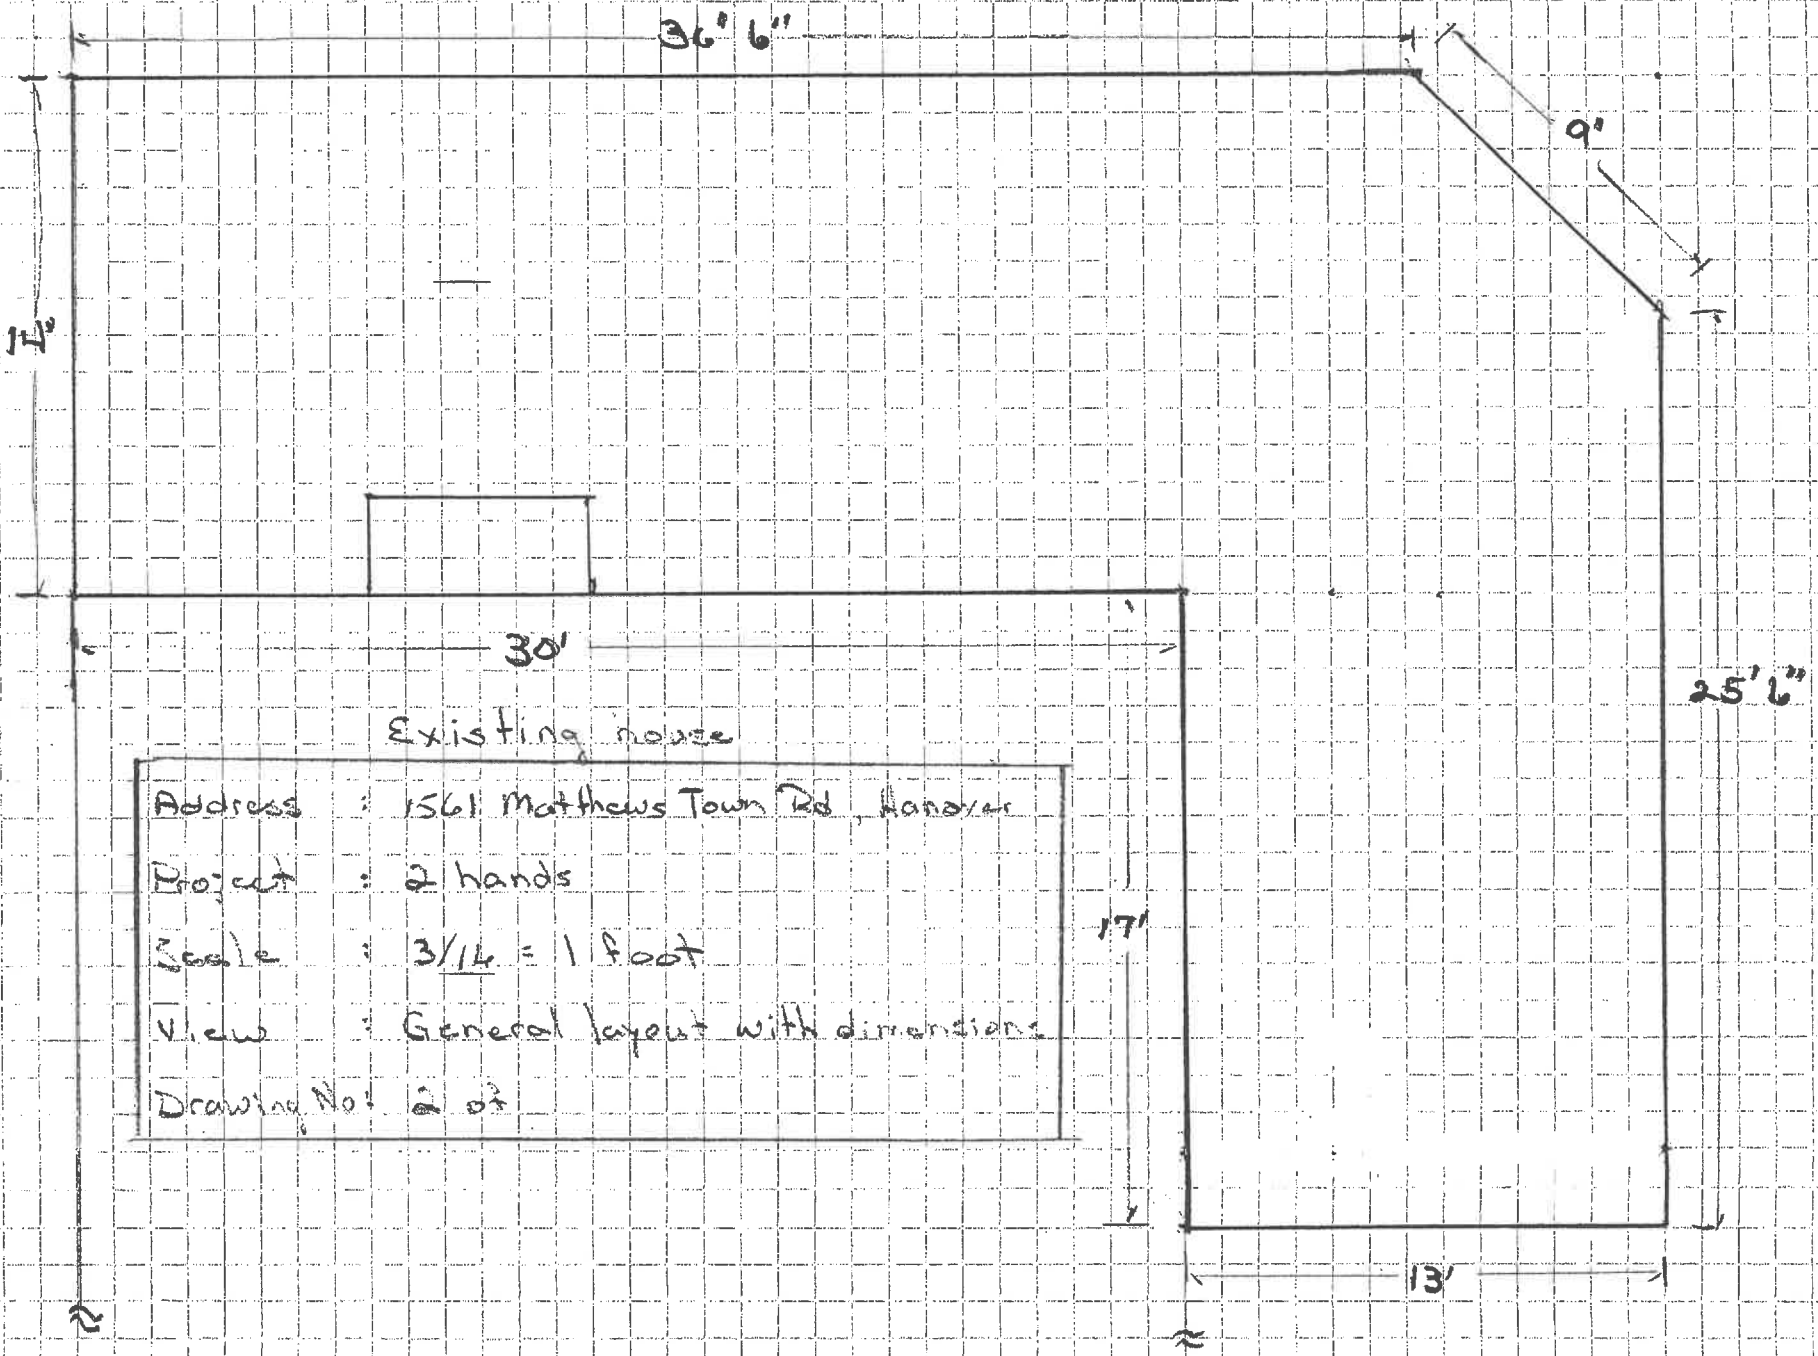 36' 6"
9'
14'
30'
25' 6"
Existing house
Address : 1561 Matthews Town Rd, Hanover
Project : 2 hands
Scale : 3/16 = 1 foot
View : General layout with dimensions
Drawing No: 2 of
17'
13'